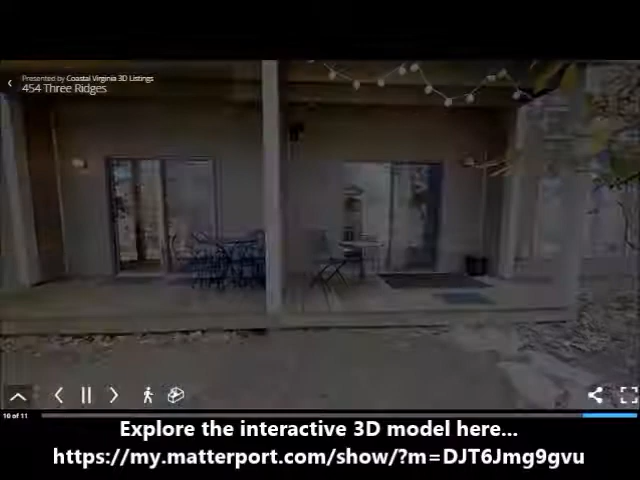 Presented by Coastal Virginia 3D Listings
454 Three Ridges
10 of 11
Explore the interactive 3D model here...
https://my.matterport.com/show/?m=DJT6Jmg9gvu